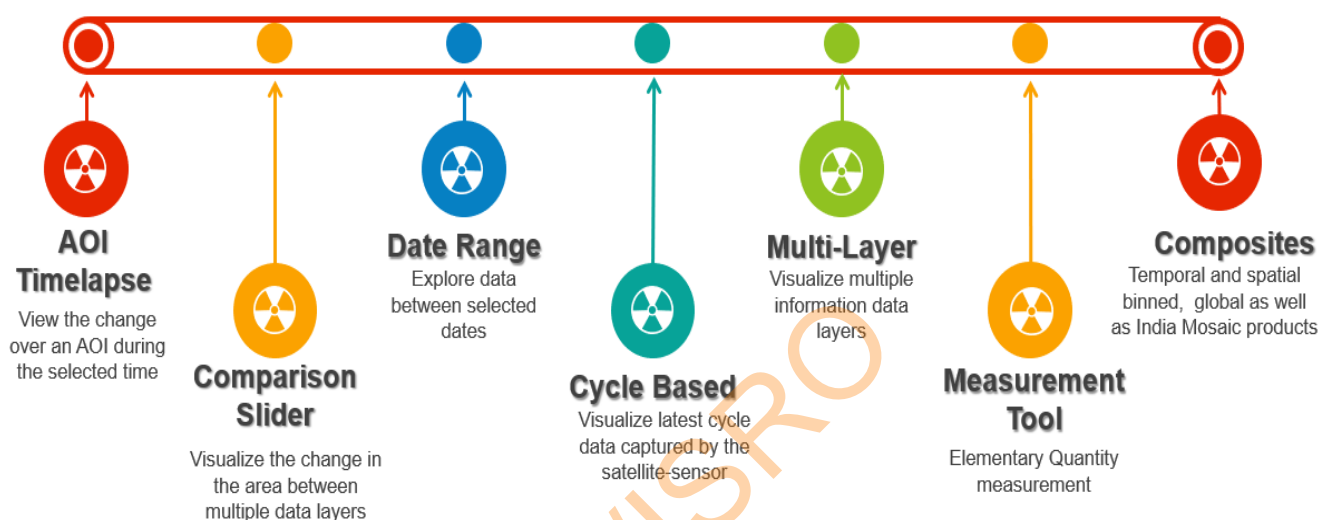 AOI
Timelapse
View the change
over an AOI during
the selected time
Comparison
Slider
Visualize the change in
the area between
multiple data layers
Date Range
Explore data
between selected
dates
Cycle Based
Visualize latest cycle
data captured by the
satellite-sensor
Multi-Layer
Visualize multiple
information data
layers
Measurement
Tool
Elementary Quantity
measurement
Composites
Temporal and spatial
binned, global as well
as India Mosaic products
ISRO